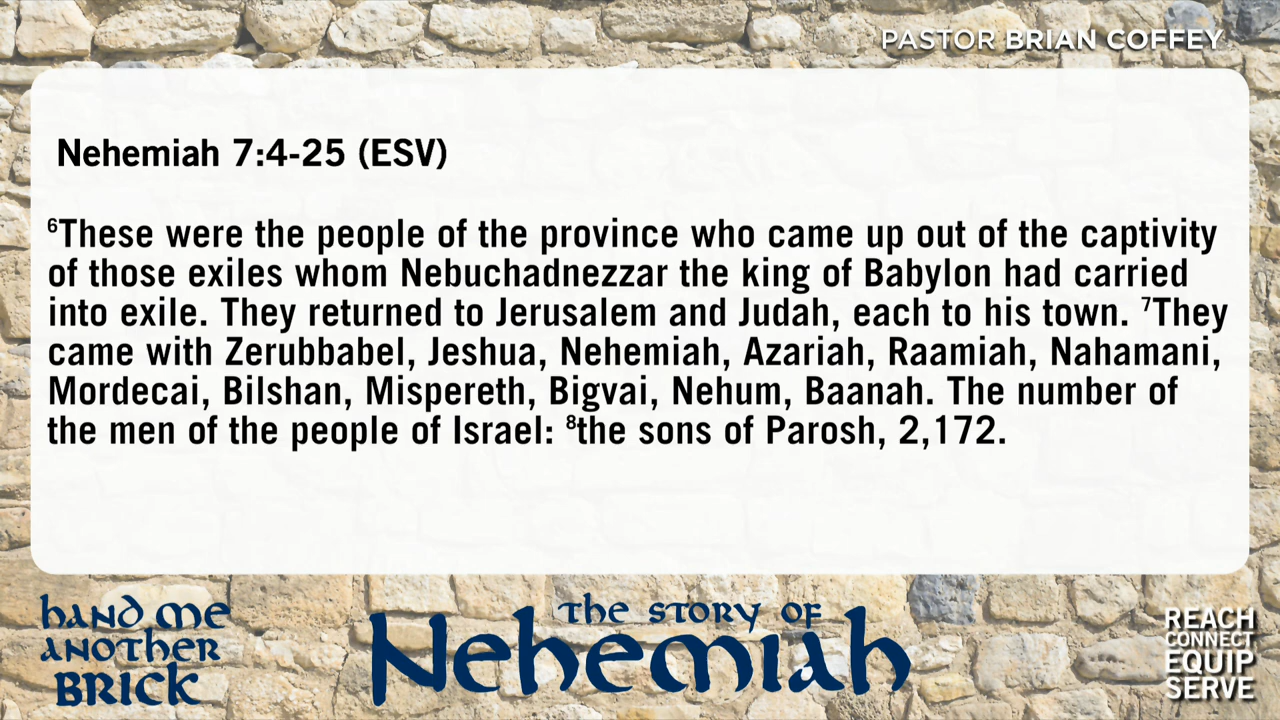 PASTOR BRIAN COFFEY
Nehemiah 7:4-25 (ESV)
⁶These were the people of the province who came up out of the captivity
of those exiles whom Nebuchadnezzar the king of Babylon had carried
into exile. They returned to Jerusalem and Judah, each to his town. ⁷They
came with Zerubbabel, Jeshua, Nehemiah, Azariah, Raamiah, Nahamani,
Mordecai, Bilshan, Mispereth, Bigvai, Nehum, Baanah. The number of
the men of the people of Israel: ⁸the sons of Parosh, 2,172.
hand me
another
BRICK
the story of
Nehemiah
REACH
CONNECT
EQUIP
SERVE